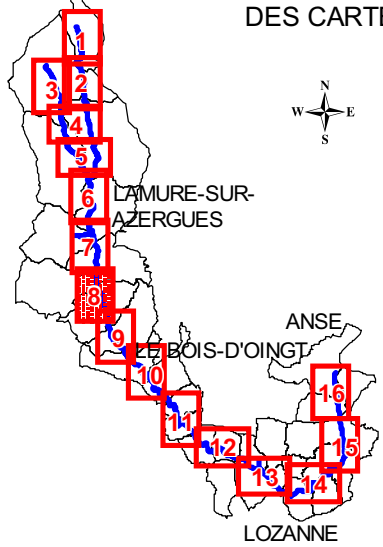 DES CARTE
1
2
3
N
W E
S
4
5
6
LAMURE-SUR-
AZERGUES
7
8
ANSE
9
LE BOIS-D'OINGT
10
16
11
12
15
13
14
LOZANNE